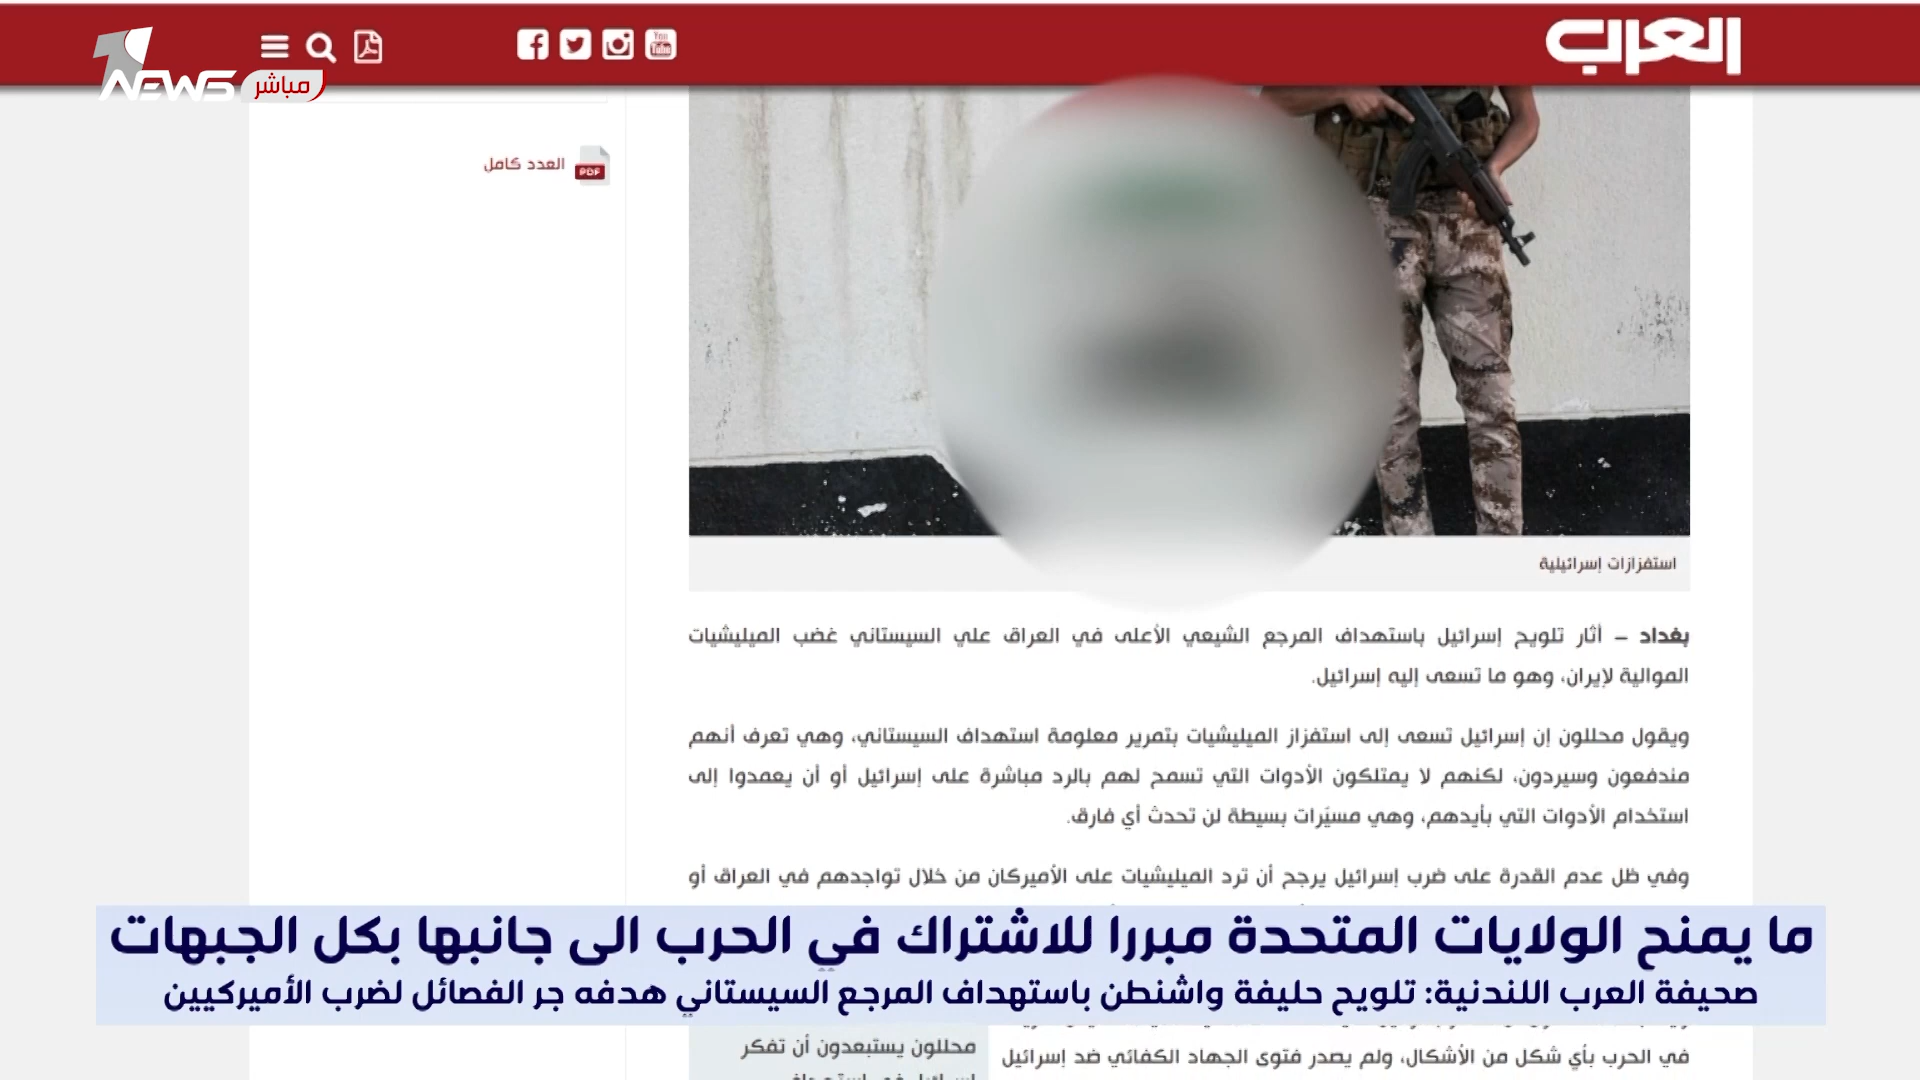 العرب
You Tube
NEWS مباشر
PDF العدد كامل
استفزازات إسرائيلية
بغداد – أثار تلويح إسرائيل باستهداف المرجع الشيعي الأعلى في العراق علي السيستاني غضب الميليشيات
الموالية لإيران، وهو ما تسعى إليه إسرائيل.
ويقول محللون إن إسرائيل تسعى إلى استفزاز الميليشيات بتمرير معلومة استهداف السيستاني، وهي تعرف أنهم
مندفعون وسيردون، لكنهم لا يمتلكون الأدوات التي تسمح لهم بالرد مباشرة على إسرائيل أو أن يعمدوا إلى
استخدام الأدوات التي بأيدهم، وهي مسيّرات بسيطة لن تحدث أي فارق.
وفي ظل عدم القدرة على ضرب إسرائيل يرجح أن ترد الميليشيات على الأميركان من خلال تواجدهم في العراق أو
ما يمنح الولايات المتحدة مبررا للاشتراك في الحرب الى جانبها بكل الجبهات
صحيفة العرب اللندنية: تلويح حليفة واشنطن باستهداف المرجع السيستاني هدفه جر الفصائل لضرب الأميركيين
في الحرب بأي شكل من الأشكال، ولم يصدر فتوى الجهاد الكفائي ضد إسرائيل
محللون يستبعدون أن تفكر